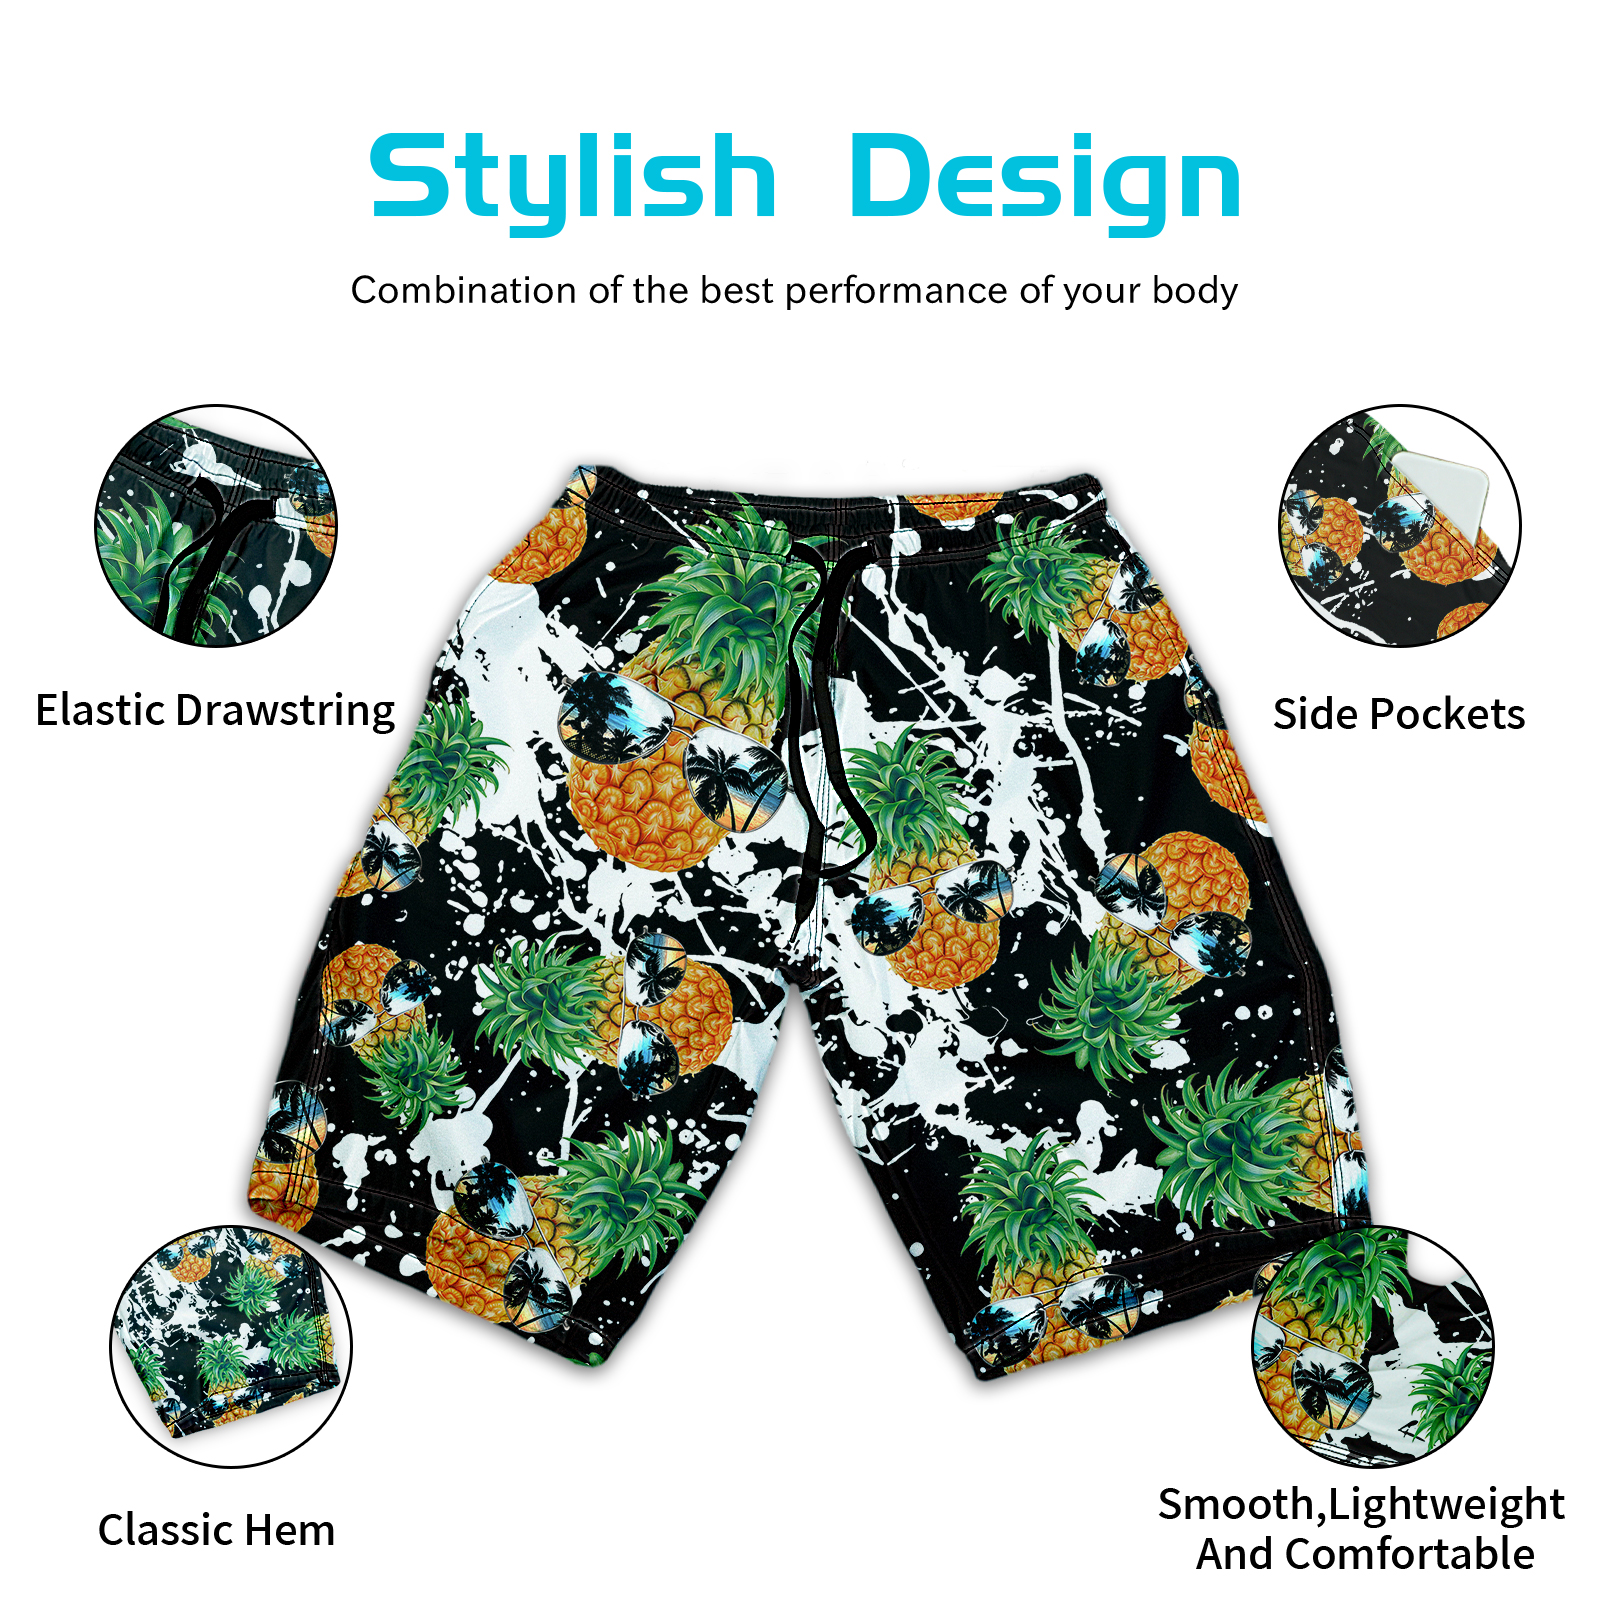 Stylish Design
Combination of the best performance of your body
Elastic Drawstring
Side Pockets
Classic Hem
Smooth,Lightweight
And Comfortable